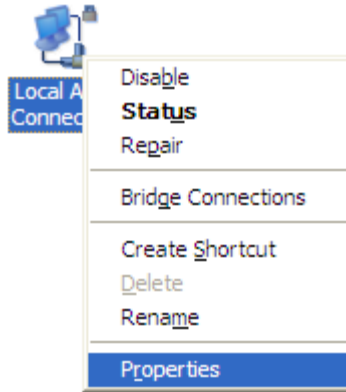 Local A
Connec
Disable
Status
Repair
Bridge Connections
Create Shortcut
Delete
Rename
Properties